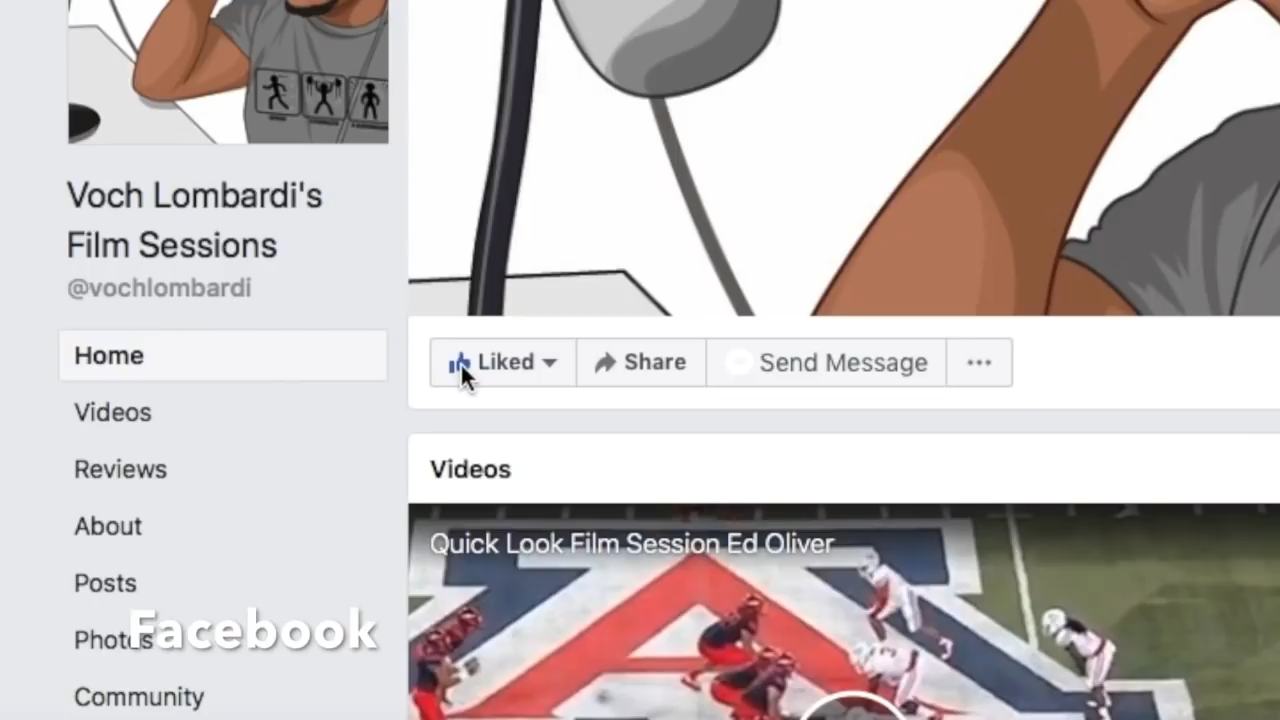 Voch Lombardi's
Film Sessions
@vochlombardi
Home
Videos
Reviews
About
Posts
Photos
Community
Facebook
Liked
Share
Send Message
Videos
Quick Look Film Session Ed Oliver